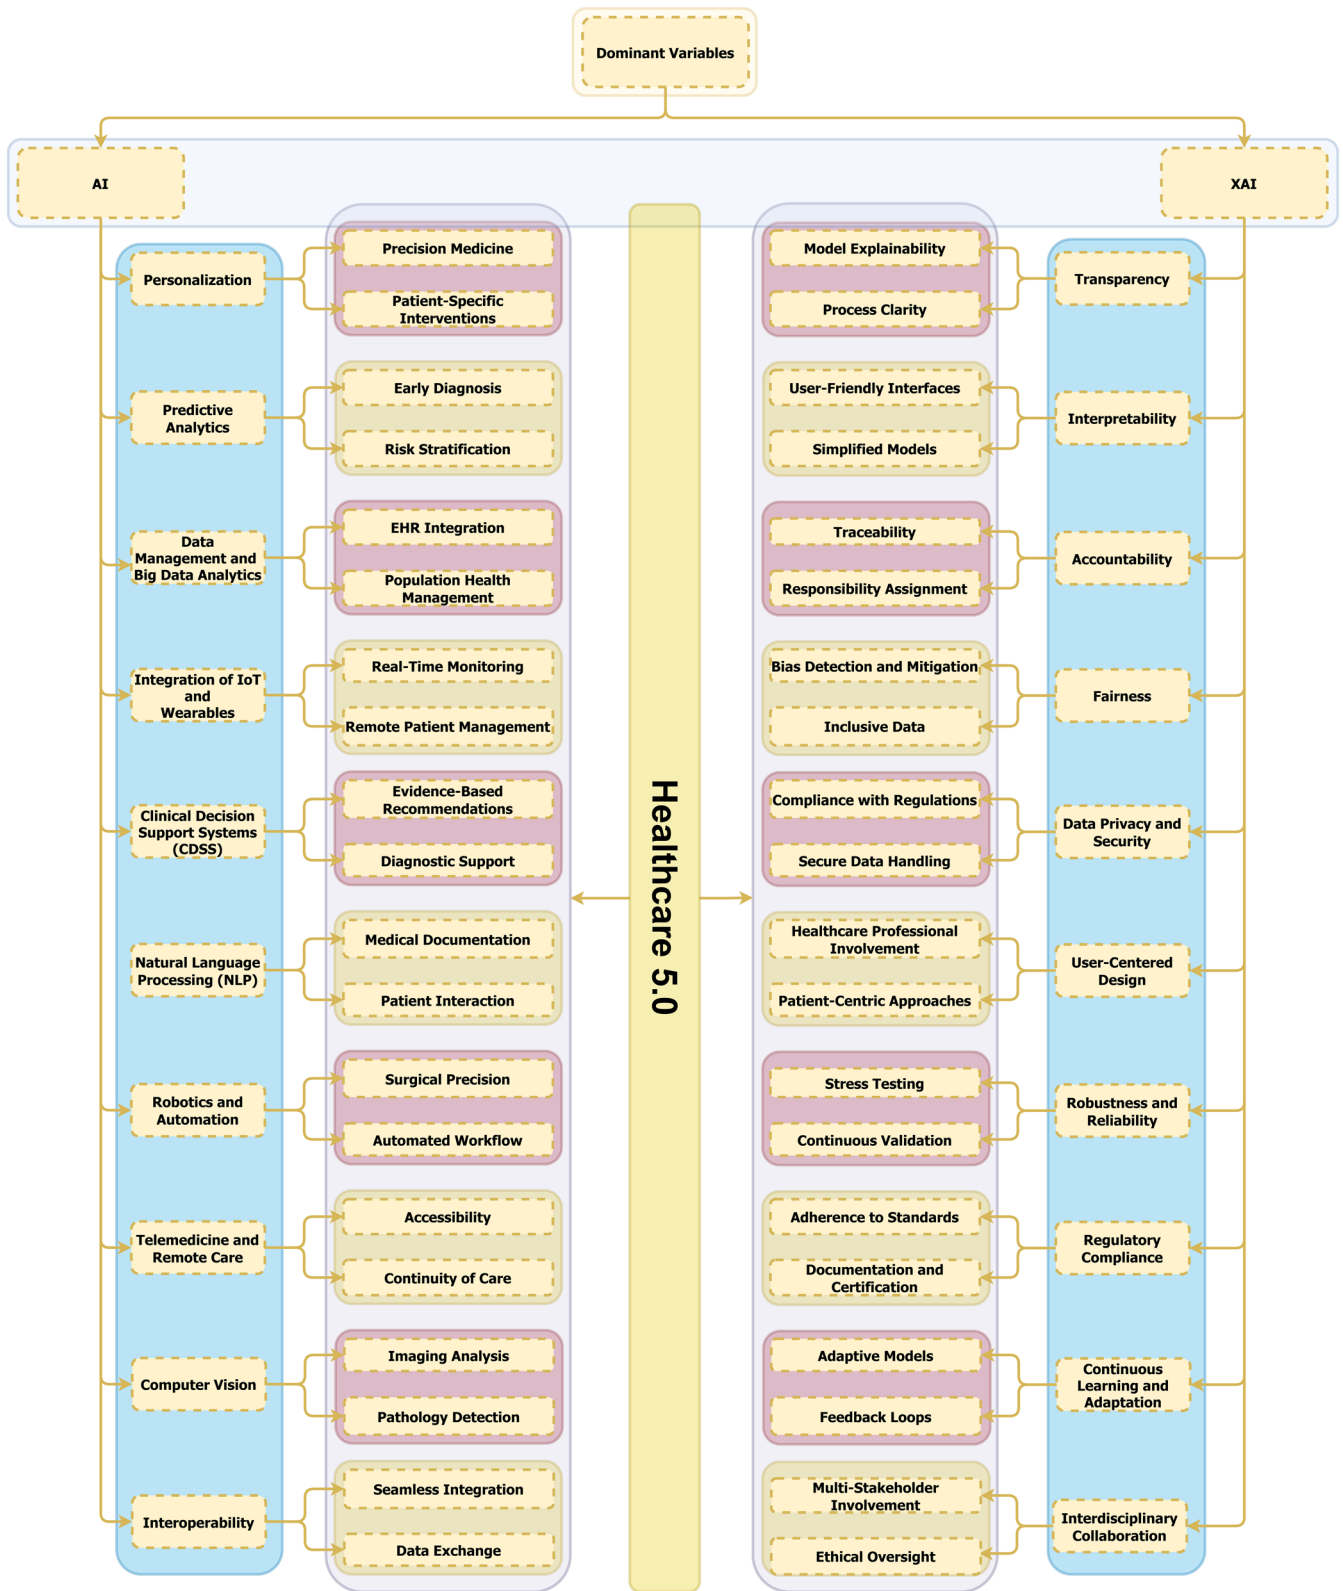 Dominant Variables
AI
XAI
Personalization
Precision Medicine
Patient-Specific
Interventions
Predictive
Analytics
Early Diagnosis
Risk Stratification
Data
Management and
Big Data Analytics
EHR Integration
Population Health
Management
Integration of IoT
and
Wearables
Real-Time Monitoring
Remote Patient Management
Clinical Decision
Support Systems
(CDSS)
Evidence-Based
Recommendations
Diagnostic Support
Natural Language
Processing (NLP)
Medical Documentation
Patient Interaction
Robotics and
Automation
Surgical Precision
Automated Workflow
Telemedicine and
Remote Care
Accessibility
Continuity of Care
Computer Vision
Imaging Analysis
Pathology Detection
Interoperability
Seamless Integration
Data Exchange
Healthcare 5.0
Model Explainability
Process Clarity
Transparency
User-Friendly Interfaces
Simplified Models
Interpretability
Traceability
Responsibility Assignment
Accountability
Bias Detection and Mitigation
Inclusive Data
Fairness
Compliance with Regulations
Secure Data Handling
Data Privacy and
Security
Healthcare Professional
Involvement
Patient-Centric Approaches
User-Centered
Design
Stress Testing
Continuous Validation
Robustness and
Reliability
Adherence to Standards
Documentation and
Certification
Regulatory
Compliance
Adaptive Models
Feedback Loops
Continuous
Learning and
Adaptation
Multi-Stakeholder
Involvement
Ethical Oversight
Interdisciplinary
Collaboration